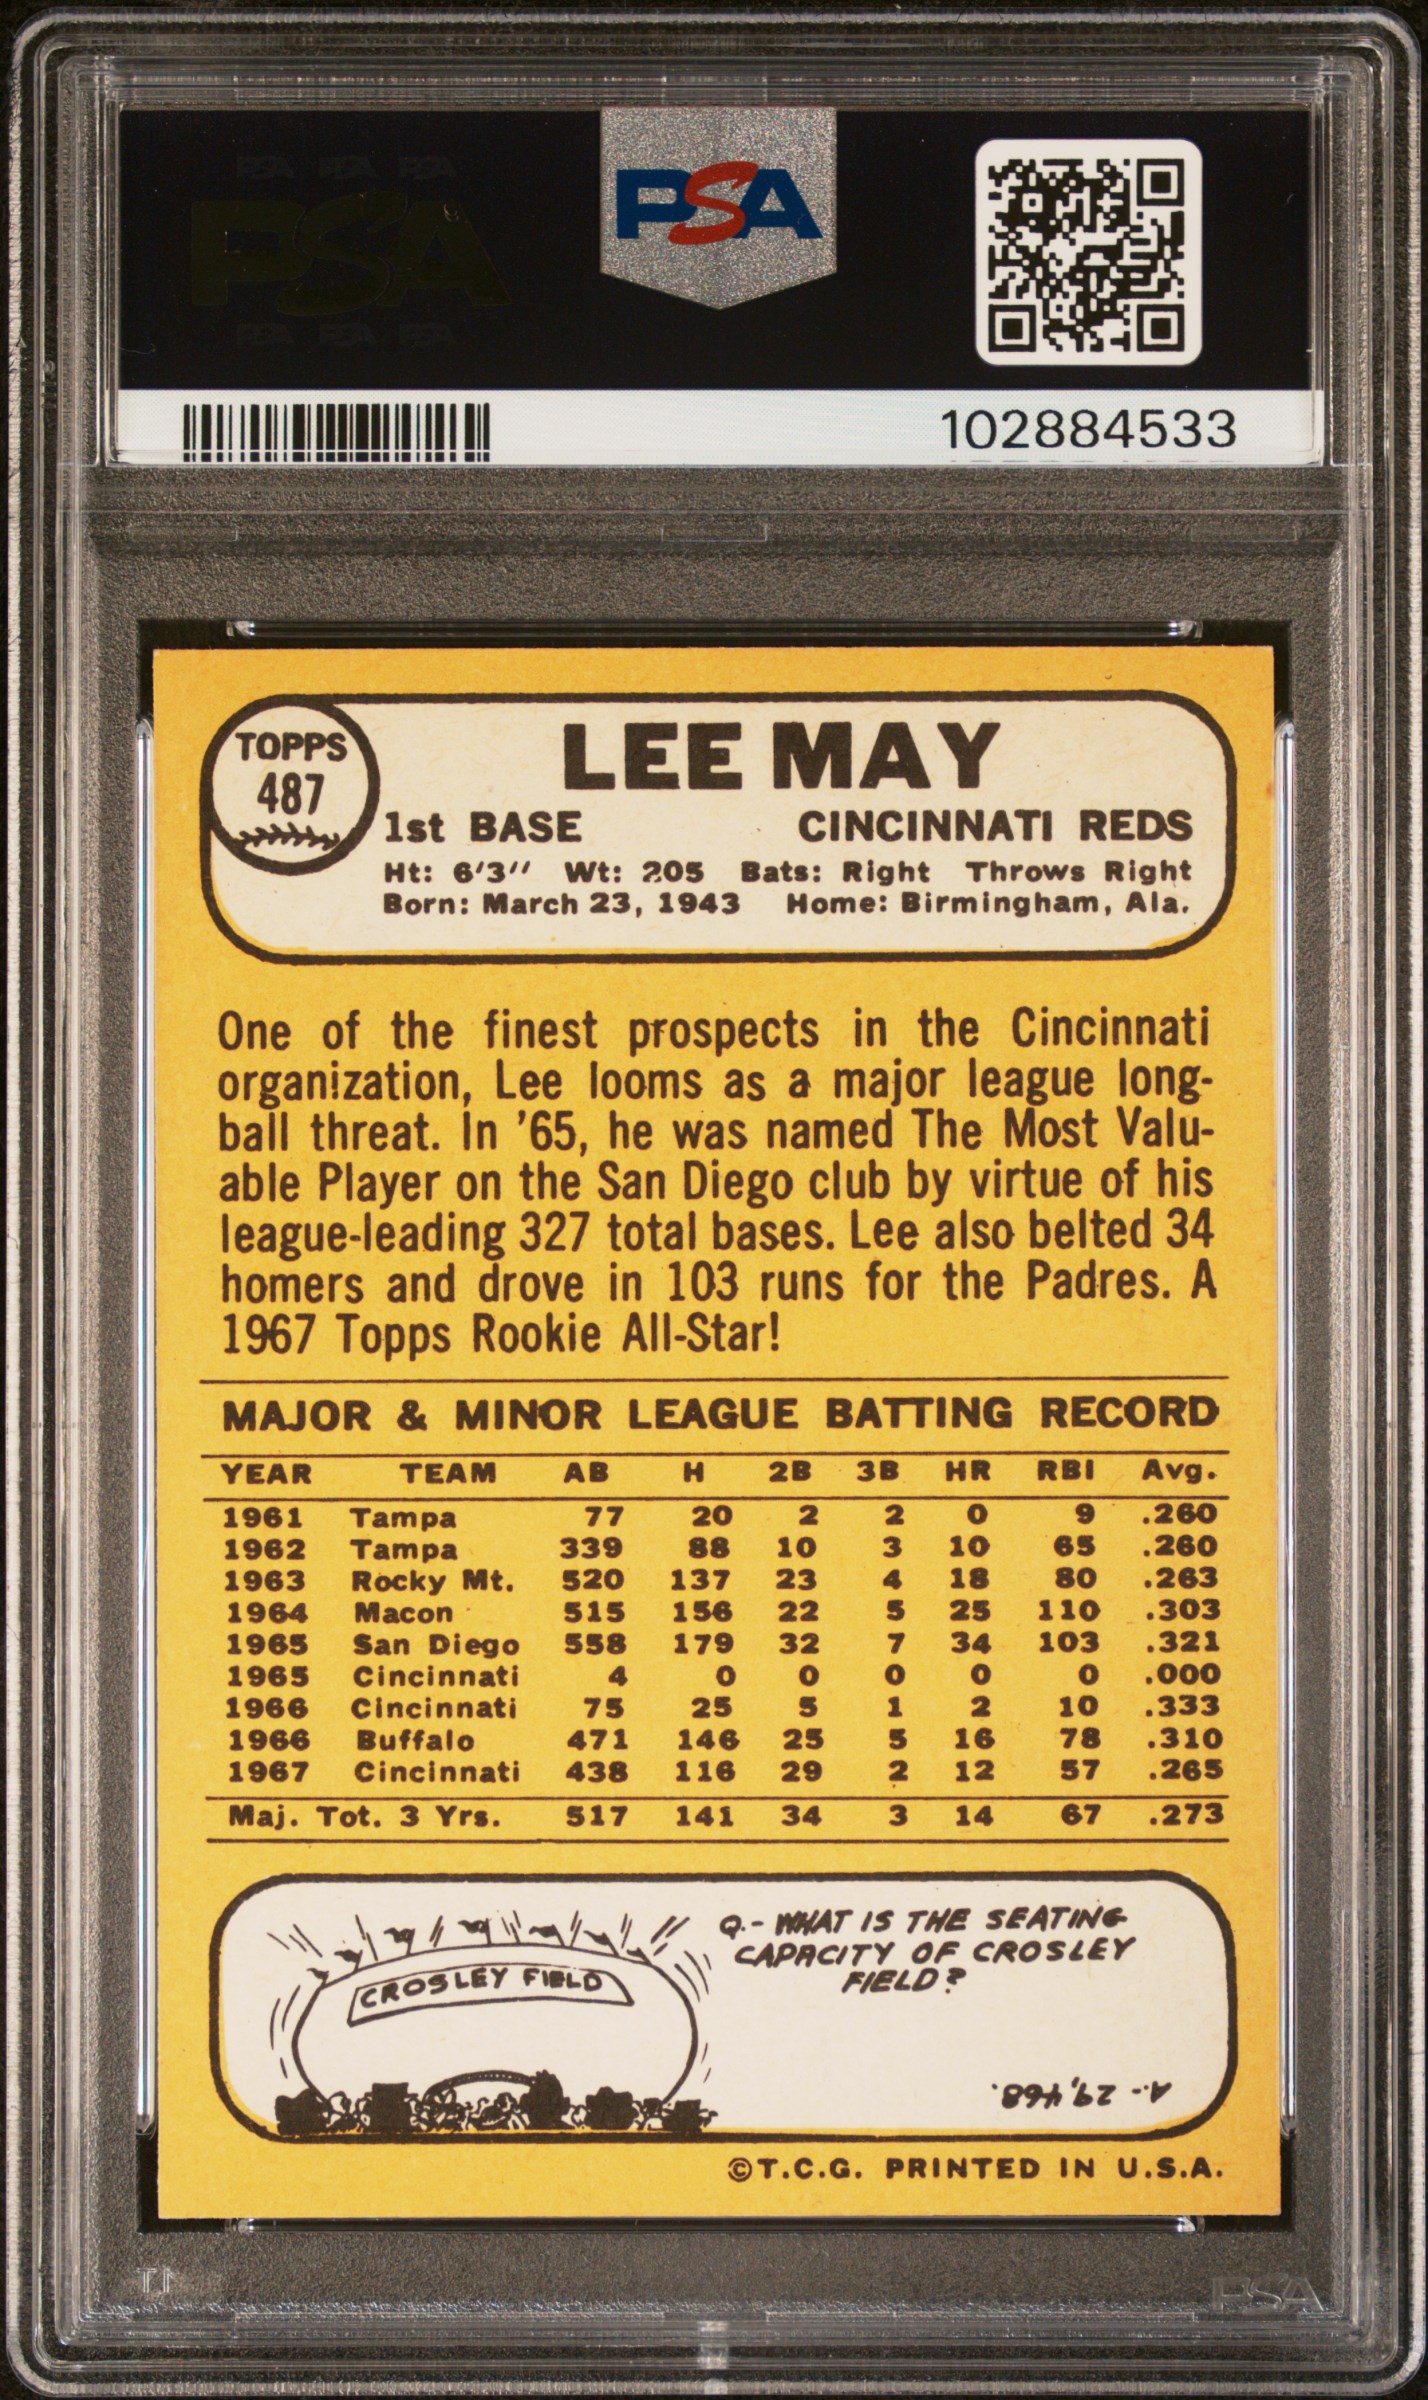 PSA PSA PSA
PSA
PSA PSA PSA
PSA
102884533
TOPPS
487
LEE MAY
1st BASE CINCINNATI REDS
Ht: 6'3" Wt: 205 Bats: Right Throws Right
Born: March 23, 1943 Home: Birmingham, Ala.
One of the finest prospects in the Cincinnati
organization, Lee looms as a major league long-
ball threat. In '65, he was named The Most Valu-
able Player on the San Diego club by virtue of his
league-leading 327 total bases. Lee also belted 34
homers and drove in 103 runs for the Padres. A
1967 Topps Rookie All-Star!
MAJOR & MINOR LEAGUE BATTING RECORD
YEAR TEAM AB H 2B 3B HR RBI Avg.
1961 Tampa 77 20 2 2 0 9 .260
1962 Tampa 339 88 10 3 10 65 .260
1963 Rocky Mt. 520 137 23 4 18 80 .263
1964 Macon 515 156 22 5 25 110 .303
1965 San Diego 558 179 32 7 34 103 .321
1965 Cincinnati 4 0 0 0 0 0 .000
1966 Cincinnati 75 25 5 1 2 10 .333
1966 Buffalo 471 146 25 5 16 78 .310
1967 Cincinnati 438 116 29 2 12 57 .265
Maj. Tot. 3 Yrs. 517 141 34 3 14 67 .273
CROSLEY FIELD
Q.- WHAT IS THE SEATING
CAPACITY OF CROSLEY
FIELD?
A.- 29,468.
©T.C.G. PRINTED IN U.S.A.
PSA